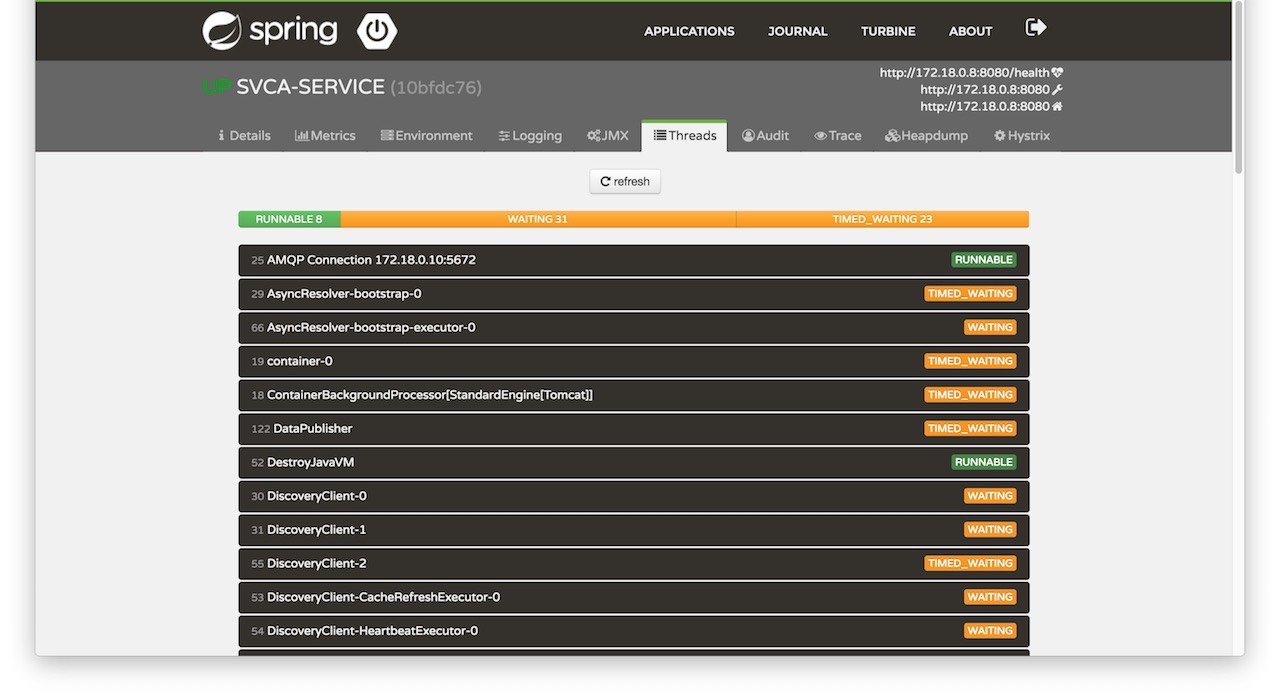 spring
APPLICATIONS JOURNAL TURBINE ABOUT
http://172.18.0.8:8080/health
UP SVCA-SERVICE (10bfdc76)
http://172.18.0.8:8080
http://172.18.0.8:8080
Details Metrics Environment Logging JMX Threads Audit Trace Heapdump Hystrix
refresh
RUNNABLE 8 WAITING 31 TIMED_WAITING 23
25 AMQP Connection 172.18.0.10:5672 RUNNABLE
29 AsyncResolver-bootstrap-0 TIMED_WAITING
66 AsyncResolver-bootstrap-executor-0 WAITING
19 container-0 TIMED_WAITING
18 ContainerBackgroundProcessor[StandardEngine[Tomcat]] TIMED_WAITING
122 DataPublisher TIMED_WAITING
52 DestroyJavaVM RUNNABLE
30 DiscoveryClient-0 WAITING
31 DiscoveryClient-1 WAITING
55 DiscoveryClient-2 TIMED_WAITING
53 DiscoveryClient-CacheRefreshExecutor-0 WAITING
54 DiscoveryClient-HeartbeatExecutor-0 WAITING